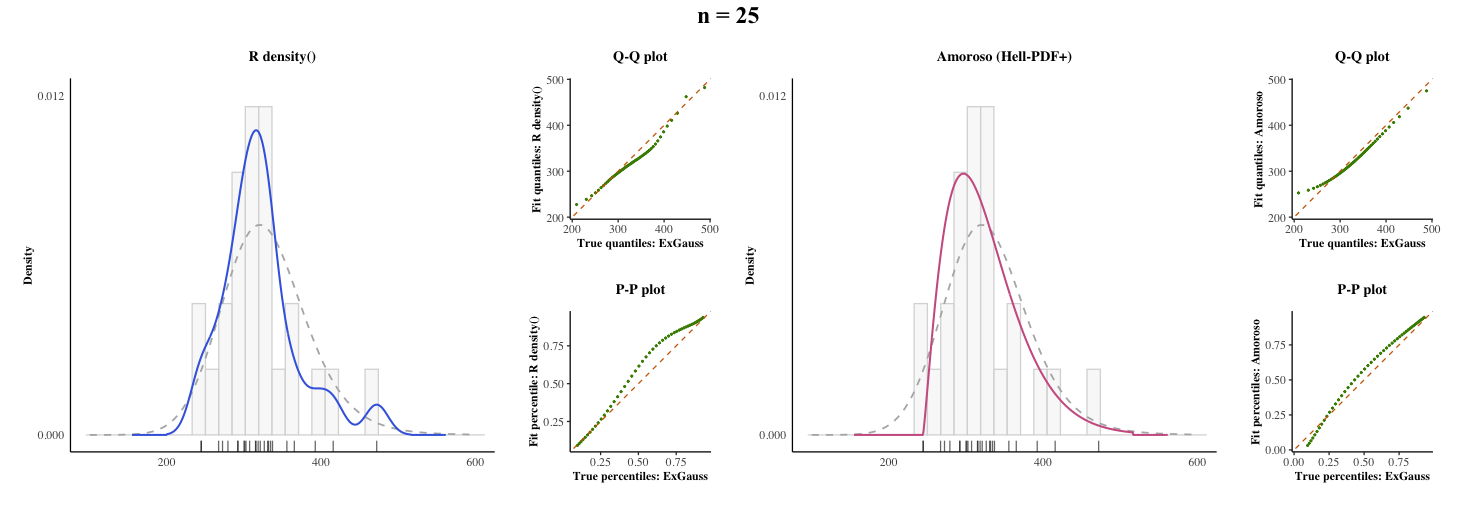 n = 25
R density()
Density
0.012
0.000
200
400
600
Q-Q plot
Fit quantiles: R density()
500
400
300
200
200
300
400
500
True quantiles: ExGauss
P-P plot
Fit percentile: R density()
0.75
0.50
0.25
0.25
0.50
0.75
True percentiles: ExGauss
Amoroso (Hell-PDF+)
Density
0.012
0.000
200
400
600
Q-Q plot
Fit quantiles: Amoroso
500
400
300
200
200
300
400
500
True quantiles: ExGauss
P-P plot
Fit percentiles: Amoroso
0.75
0.50
0.25
0.00
0.00
0.25
0.50
0.75
True percentiles: ExGauss